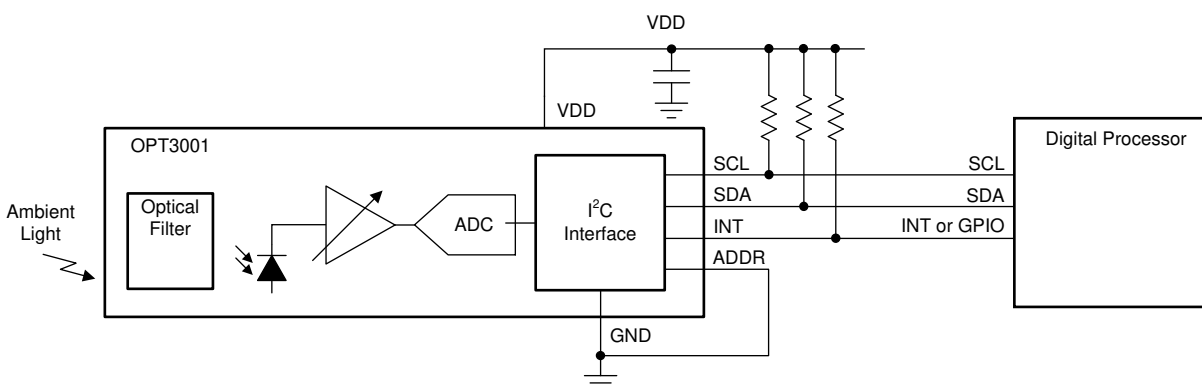 VDD
VDD
OPT3001
Digital Processor
SCL
SCL
Optical
Filter
Ambient
Light
ADC
I²C
Interface
SDA
SDA
INT
INT or GPIO
ADDR
GND